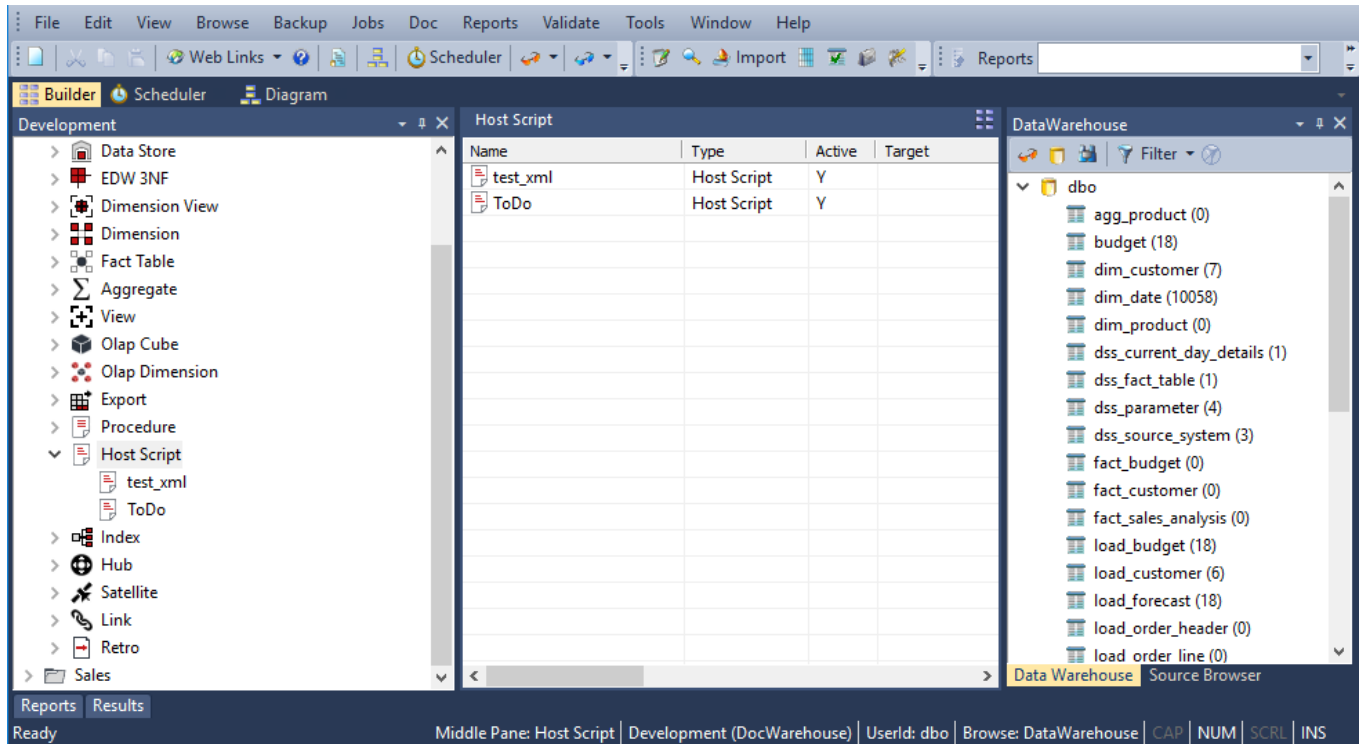 File Edit View Browse Backup Jobs Doc Reports Validate Tools Window Help
Web Links Scheduler Import Reports
Builder Scheduler Diagram
Development
Data Store
EDW 3NF
Dimension View
Dimension
Fact Table
Aggregate
View
Olap Cube
Olap Dimension
Export
Procedure
Host Script
test_xml
ToDo
Index
Hub
Satellite
Link
Retro
Sales
Host Script
Name Type Active Target
test_xml Host Script Y
ToDo Host Script Y
DataWarehouse
Filter
dbo
agg_product (0)
budget (18)
dim_customer (7)
dim_date (10058)
dim_product (0)
dss_current_day_details (1)
dss_fact_table (1)
dss_parameter (4)
dss_source_system (3)
fact_budget (0)
fact_customer (0)
fact_sales_analysis (0)
load_budget (18)
load_customer (6)
load_forecast (18)
load_order_header (0)
load_order_line (0)
Data Warehouse Source Browser
Reports Results
Ready Middle Pane: Host Script Development (DocWarehouse) UserId: dbo Browse: DataWarehouse CAP NUM SCRL INS